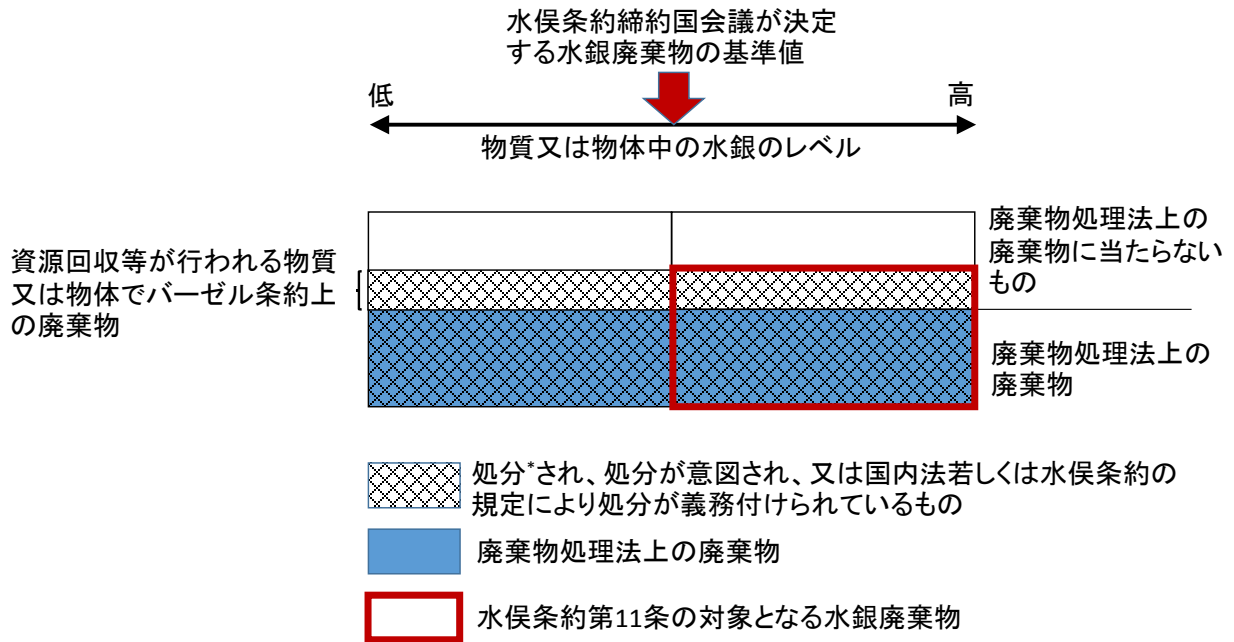 水俣条約締約国会議が決定
する水銀廃棄物の基準値
低
高
物質又は物体中の水銀のレベル
資源回収等が行われる物質
又は物体でバーゼル条約上
の廃棄物
廃棄物処理法上の
廃棄物に当たらない
もの
廃棄物処理法上の
廃棄物
処分*され、処分が意図され、又は国内法若しくは水俣条約の
規定により処分が義務付けられているもの
廃棄物処理法上の廃棄物
水俣条約第11条の対象となる水銀廃棄物